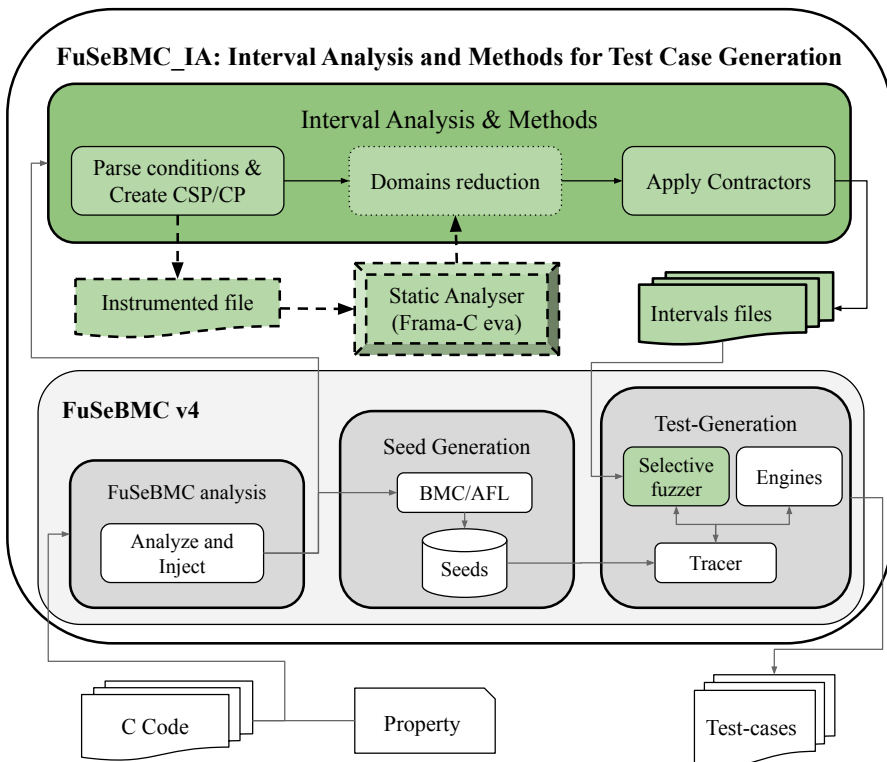 FuSeBMC_IA: Interval Analysis and Methods for Test Case Generation
Interval Analysis & Methods
Parse conditions &
Create CSP/CP
Domains reduction
Apply Contractors
Instrumented file
Static Analyser
(Frama-C eva)
Intervals files
FuSeBMC v4
FuSeBMC analysis
Analyze and
Inject
Seed Generation
BMC/AFL
Seeds
Test-Generation
Selective
fuzzer
Engines
Tracer
C Code
Property
Test-cases